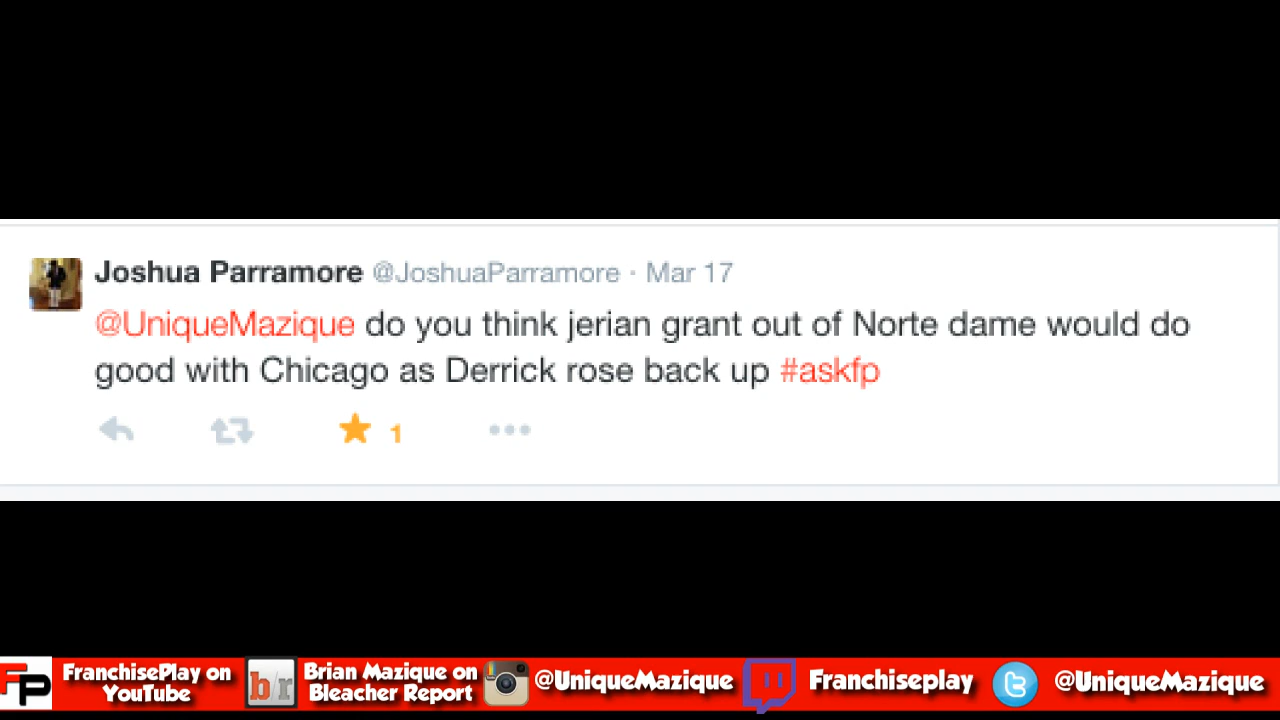 Joshua Parramore @JoshuaParramore · Mar 17
@UniqueMazique do you think jerian grant out of Norte dame would do
good with Chicago as Derrick rose back up #askfp
1
FP
FranchisePlay on
YouTube
b/r
Brian Mazique on
Bleacher Report
@UniqueMazique
Franchiseplay
@UniqueMazique